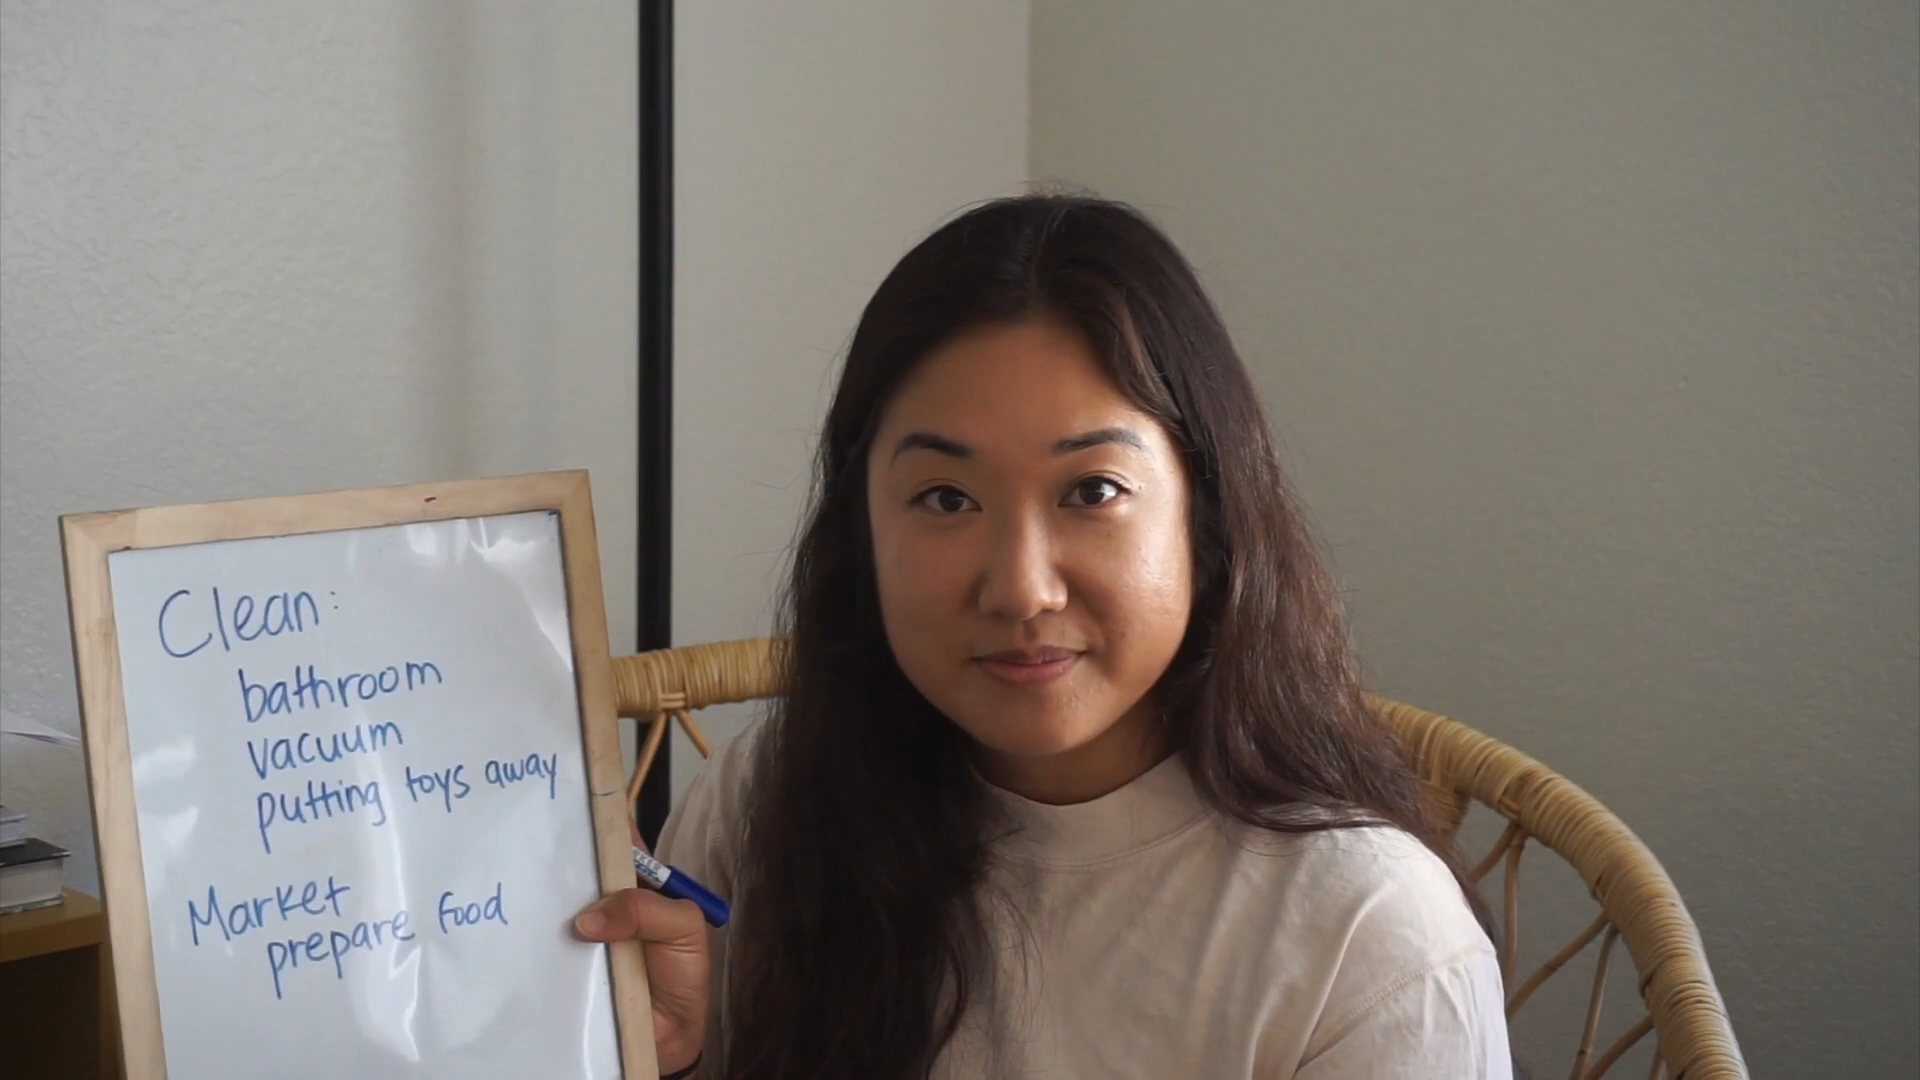 Clean:
bathroom
vacuum
putting toys away
Market
prepare food